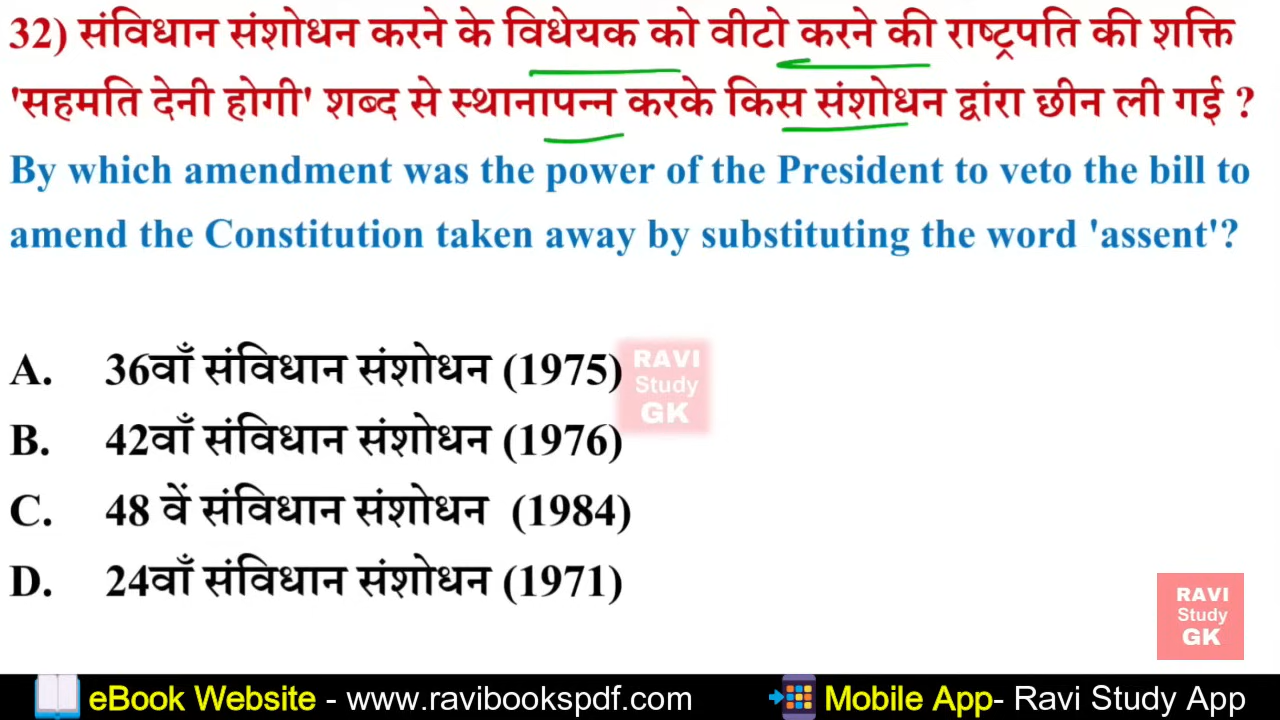 32) संविधान संशोधन करने के विधेयक को वीटो करने की राष्ट्रपति की शक्ति
'सहमति देनी होगी' शब्द से स्थानापन्न करके किस संशोधन द्वांरा छीन ली गई ?
By which amendment was the power of the President to veto the bill to
amend the Constitution taken away by substituting the word 'assent'?
A. 36वाँ संविधान संशोधन (1975)
B. 42वाँ संविधान संशोधन (1976)
C. 48 वें संविधान संशोधन (1984)
D. 24वाँ संविधान संशोधन (1971)
RAVI
Study
GK
RAVI
Study
GK
eBook Website - www.ravibookspdf.com
Mobile App- Ravi Study App